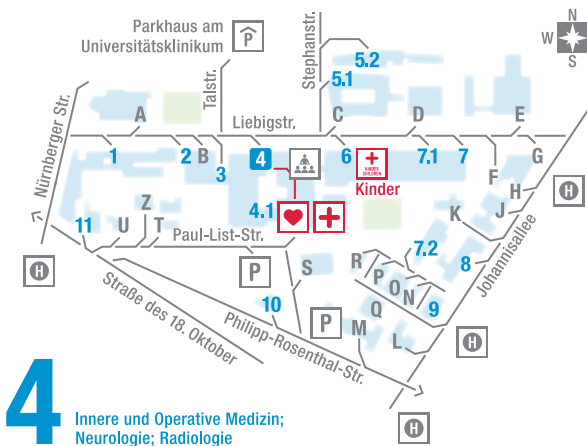 Parkhaus am
Universitätsklinikum
P
N
W
S
Nürnberger Str.
Talstr.
Stephanstr.
5.2
5.1
A
Liebigstr.
C
D
E
1
2
B
3
4
6
KINDER
CHILDREN
Kinder
7.1
7
F
G
H
H
J
K
4.1
Z
11
U
T
Paul-List-Str.
7.2
8
Johannisallee
H
P
S
R
P
O
N
9
Q
10
P
M
L
H
Straße des 18. Oktober
Philipp-Rosenthal-Str.
H
4
Innere und Operative Medizin;
Neurologie; Radiologie